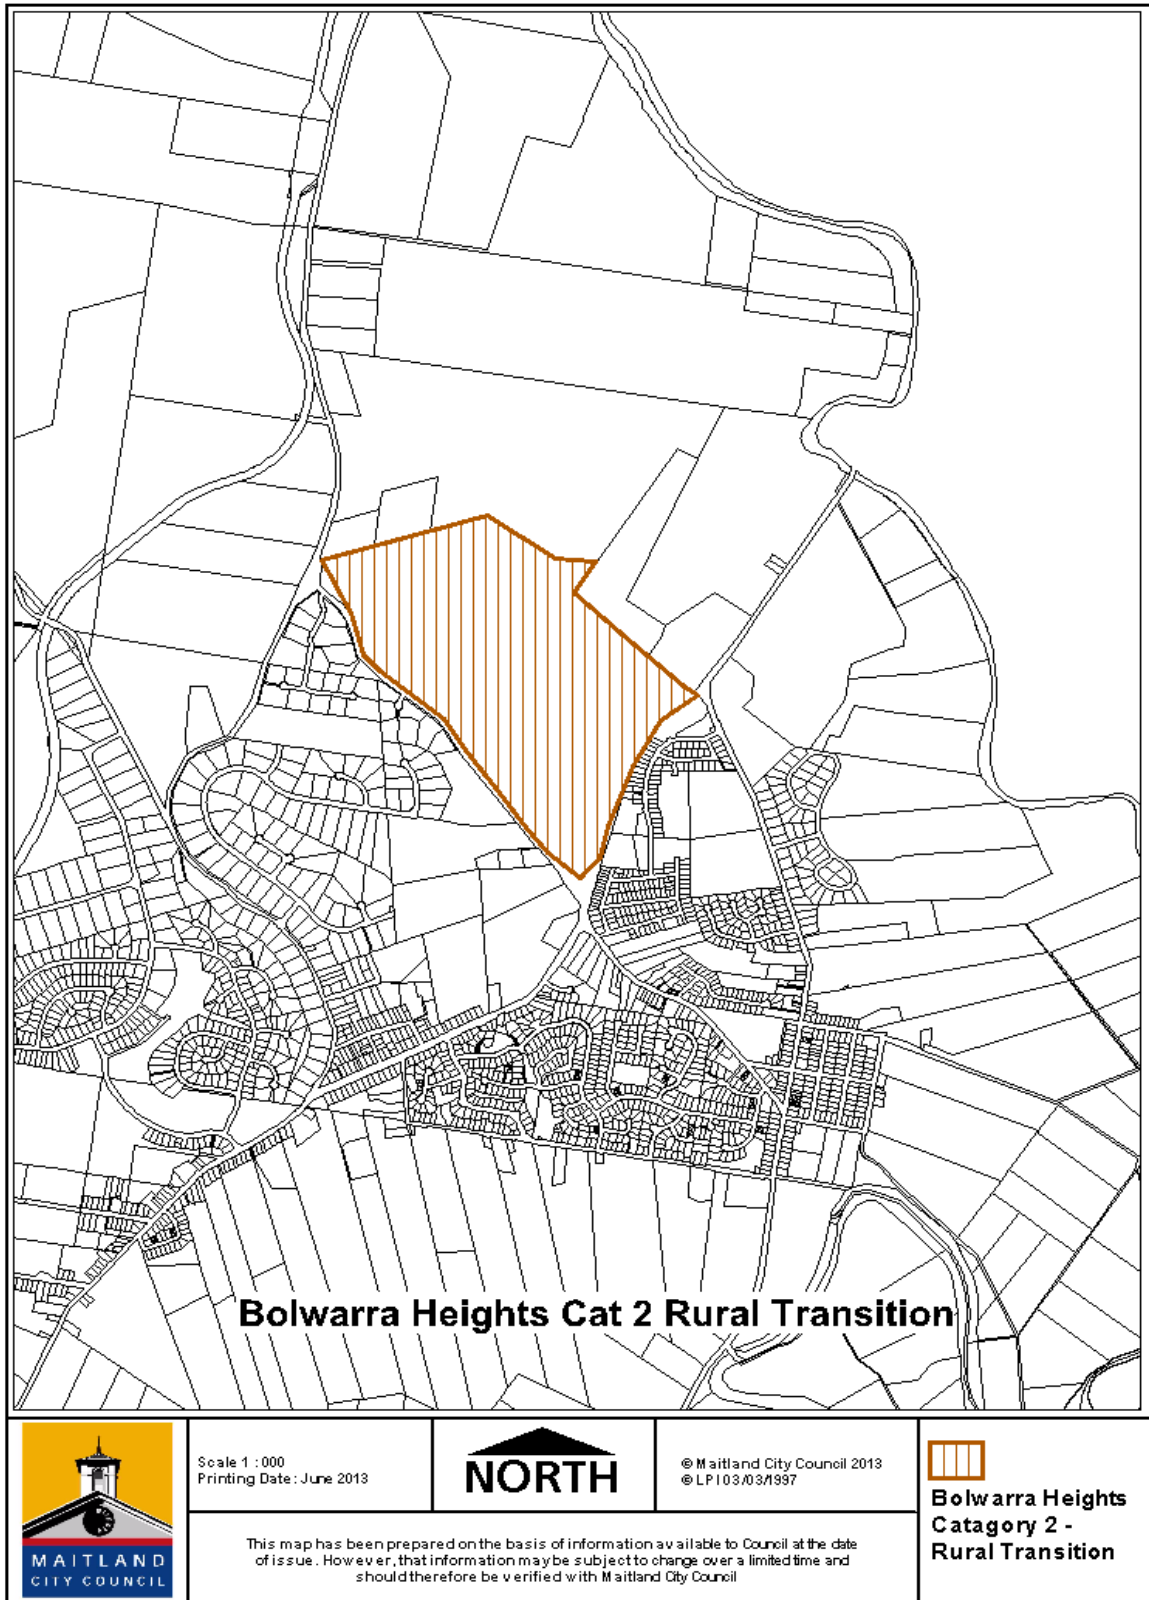 Bolwarra Heights Cat 2 Rural Transition
MAITLAND
CITY COUNCIL
Scale 1 :000
Printing Date: June 2013
NORTH
© Maitland City Council 2013
© LPI 03/03/1997
This map has been prepared on the basis of information available to Council at the date
of issue. However, that information may be subject to change over a limited time and
should therefore be verified with Maitland City Council
Bolwarra Heights
Catagory 2 -
Rural Transition